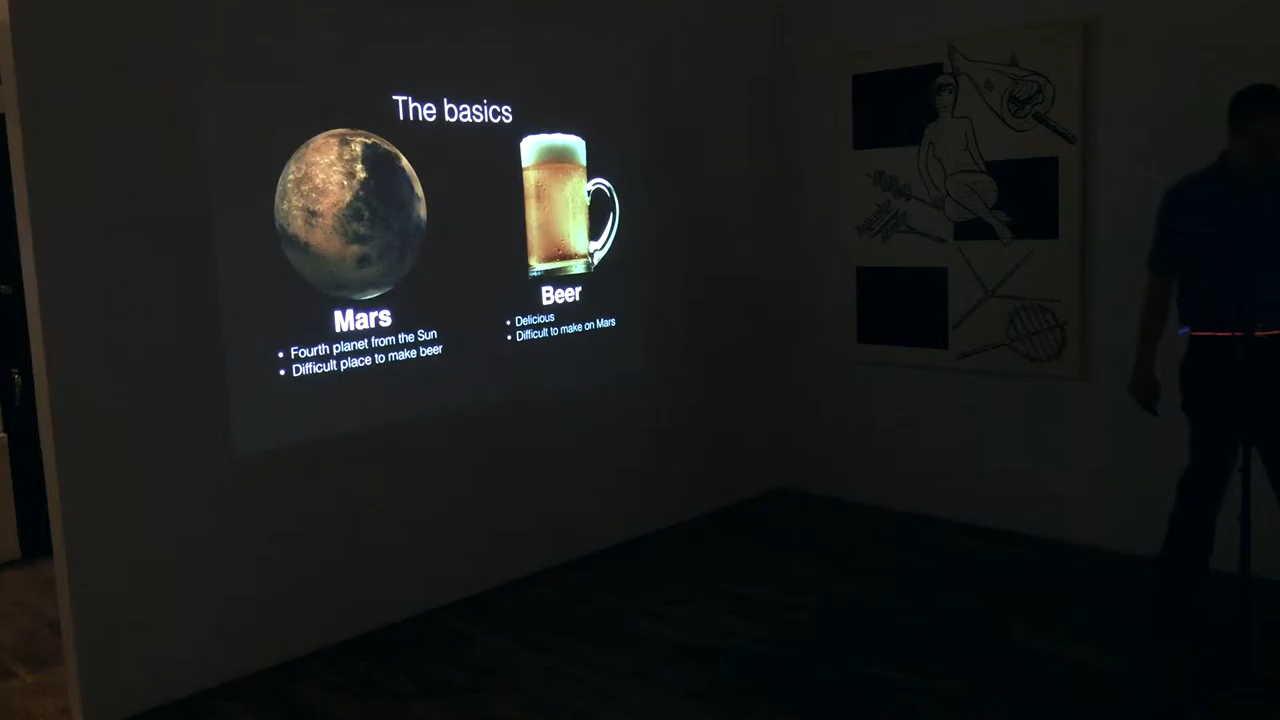 The basics
Mars
• Fourth planet from the Sun
• Difficult place to make beer
Beer
• Delicious
• Difficult to make on Mars